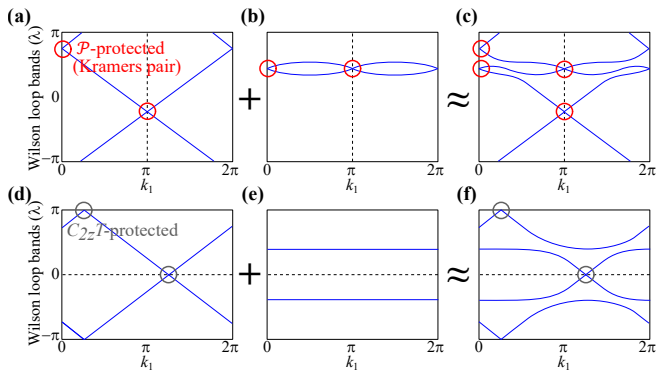 (a) (b) (c)
π π π
𝒫-protected
(Kramers pair)
Wilson loop bands (λ)
0 + ≈
−π
0 π 2π 0 π 2π 0 π 2π
k₁ k₁ k₁
(d) (e) (f)
π
C₂zT-protected
Wilson loop bands (λ)
0 + ≈
−π
0 π 2π 0 π 2π 0 π 2π
k₁ k₁ k₁